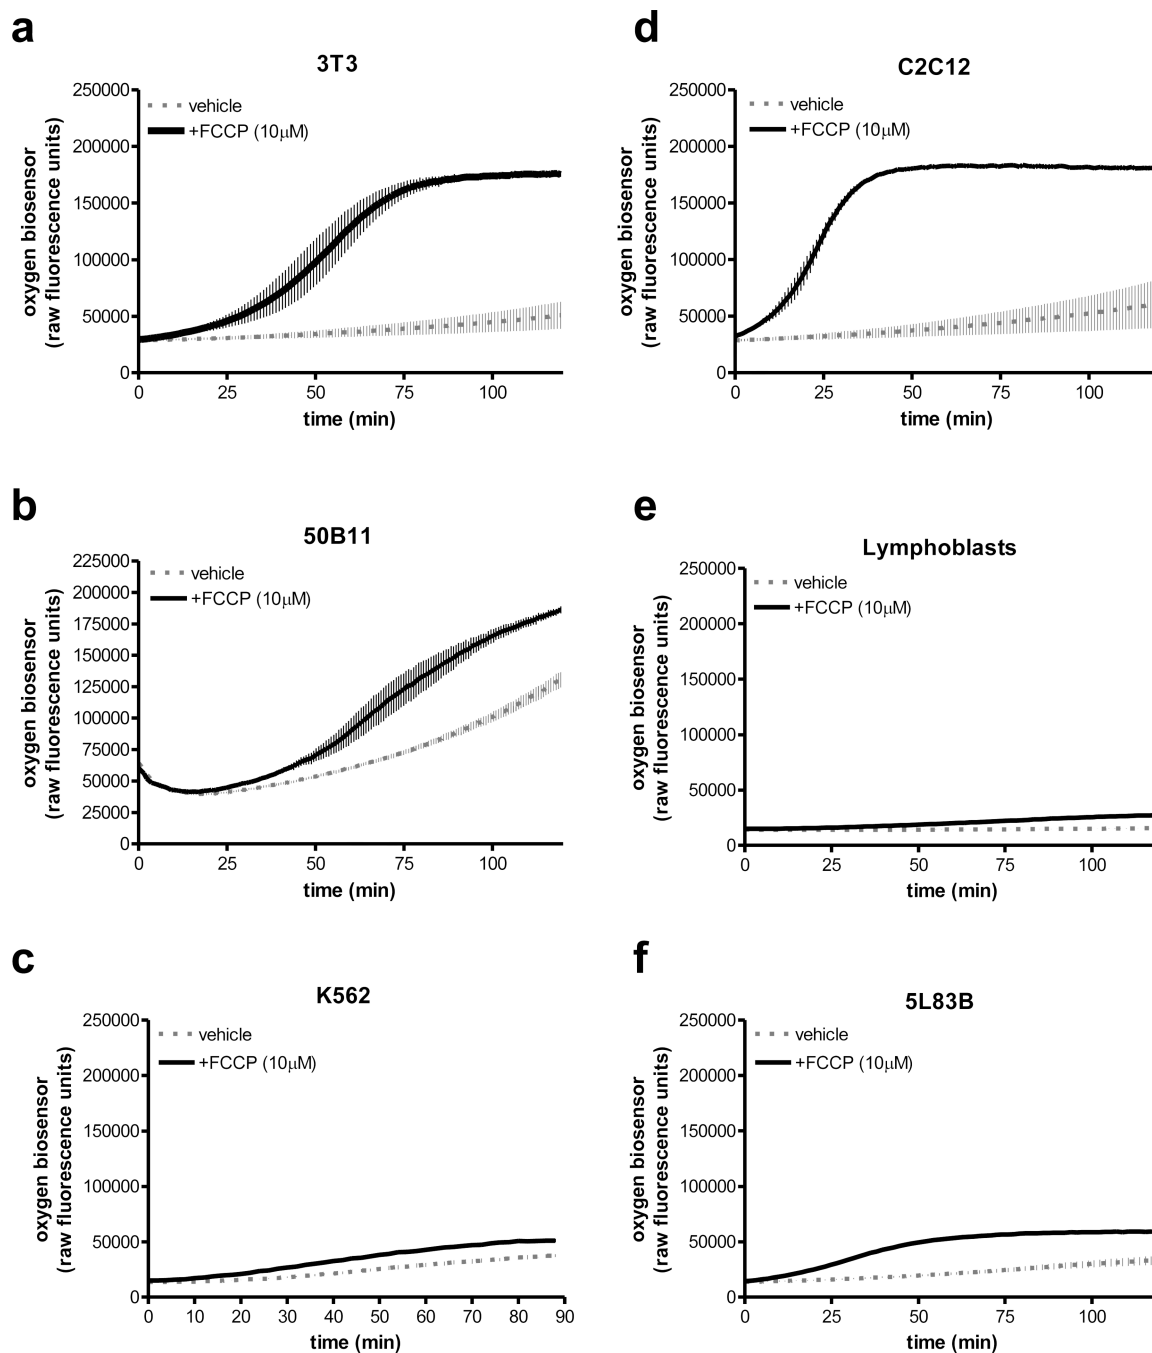 a
3T3
250000
200000
150000
100000
50000
0
vehicle
+FCCP (10µM)
oxygen biosensor
(raw fluorescence units)
0 25 50 75 100
time (min)
d
C2C12
250000
200000
150000
100000
50000
0
vehicle
+FCCP (10µM)
oxygen biosensor
(raw fluorescence units)
0 25 50 75 100
time (min)
b
50B11
225000
200000
175000
150000
125000
100000
75000
50000
25000
0
vehicle
+FCCP (10µM)
oxygen biosensor
(raw fluorescence units)
0 25 50 75 100
time (min)
e
Lymphoblasts
250000
200000
150000
100000
50000
0
vehicle
+FCCP (10µM)
oxygen biosensor
(raw fluorescence units)
0 25 50 75 100
time (min)
c
K562
250000
200000
150000
100000
50000
0
vehicle
+FCCP (10µM)
oxygen biosensor
(raw fluorescence units)
0 10 20 30 40 50 60 70 80 90
time (min)
f
5L83B
250000
200000
150000
100000
50000
0
vehicle
+FCCP (10µM)
oxygen biosensor
(raw fluorescence units)
0 25 50 75 100
time (min)